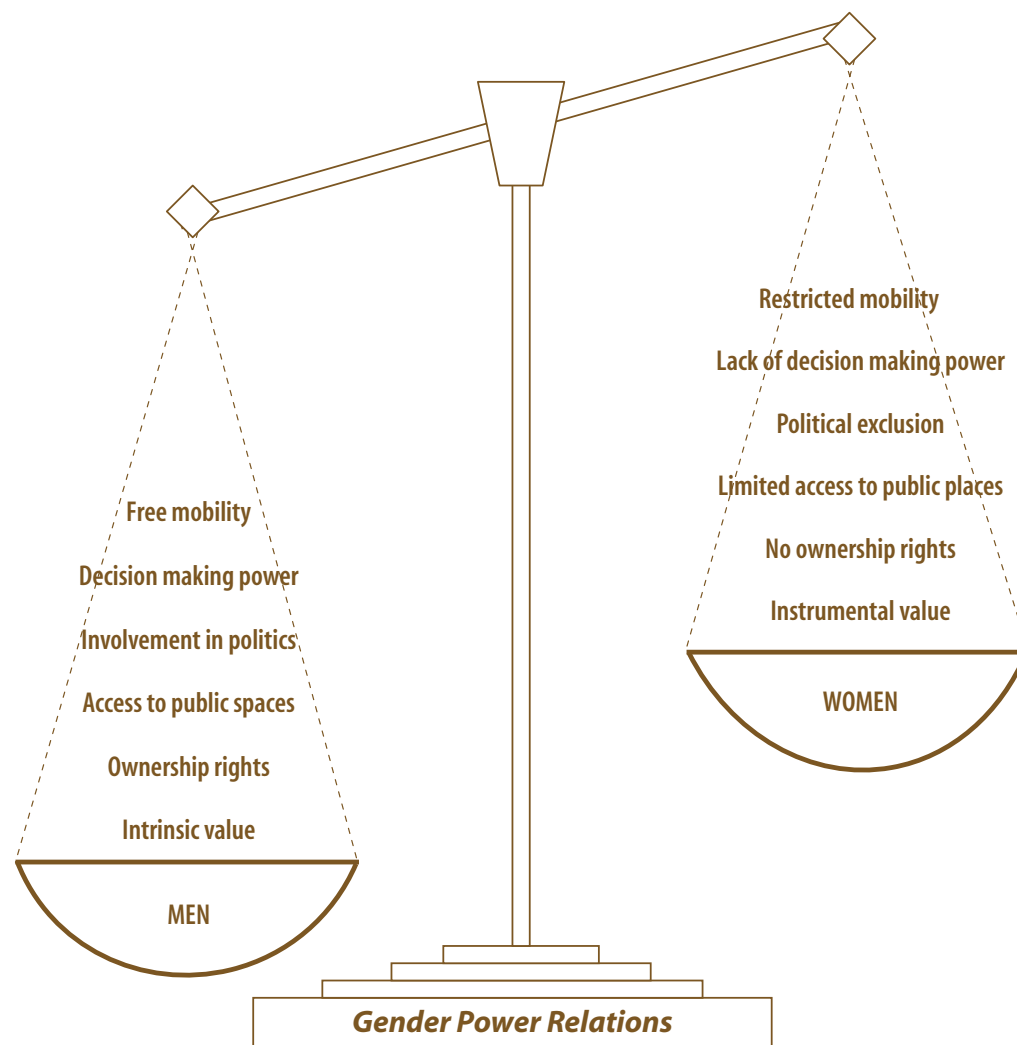 Restricted mobility
Lack of decision making power
Political exclusion
Limited access to public places
No ownership rights
Instrumental value
WOMEN
Free mobility
Decision making power
Involvement in politics
Access to public spaces
Ownership rights
Intrinsic value
MEN
Gender Power Relations